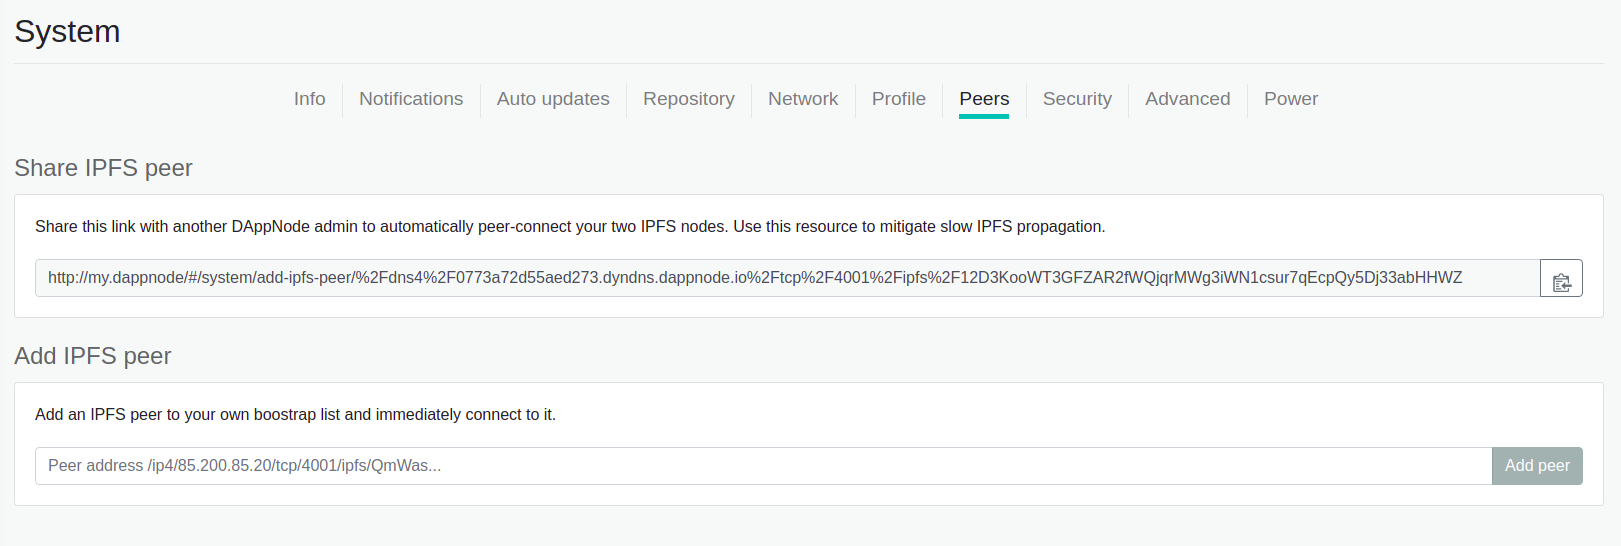 System
Info Notifications Auto updates Repository Network Profile Peers Security Advanced Power
Share IPFS peer
Share this link with another DAppNode admin to automatically peer-connect your two IPFS nodes. Use this resource to mitigate slow IPFS propagation.
http://my.dappnode/#/system/add-ipfs-peer/%2Fdns4%2F0773a72d55aed273.dyndns.dappnode.io%2Ftcp%2F4001%2Fipfs%2F12D3KooWT3GFZAR2fWQjqrMWg3iWN1csur7qEcpQy5Dj33abHHWZ
Add IPFS peer
Add an IPFS peer to your own boostrap list and immediately connect to it.
Peer address /ip4/85.200.85.20/tcp/4001/ipfs/QmWas... Add peer